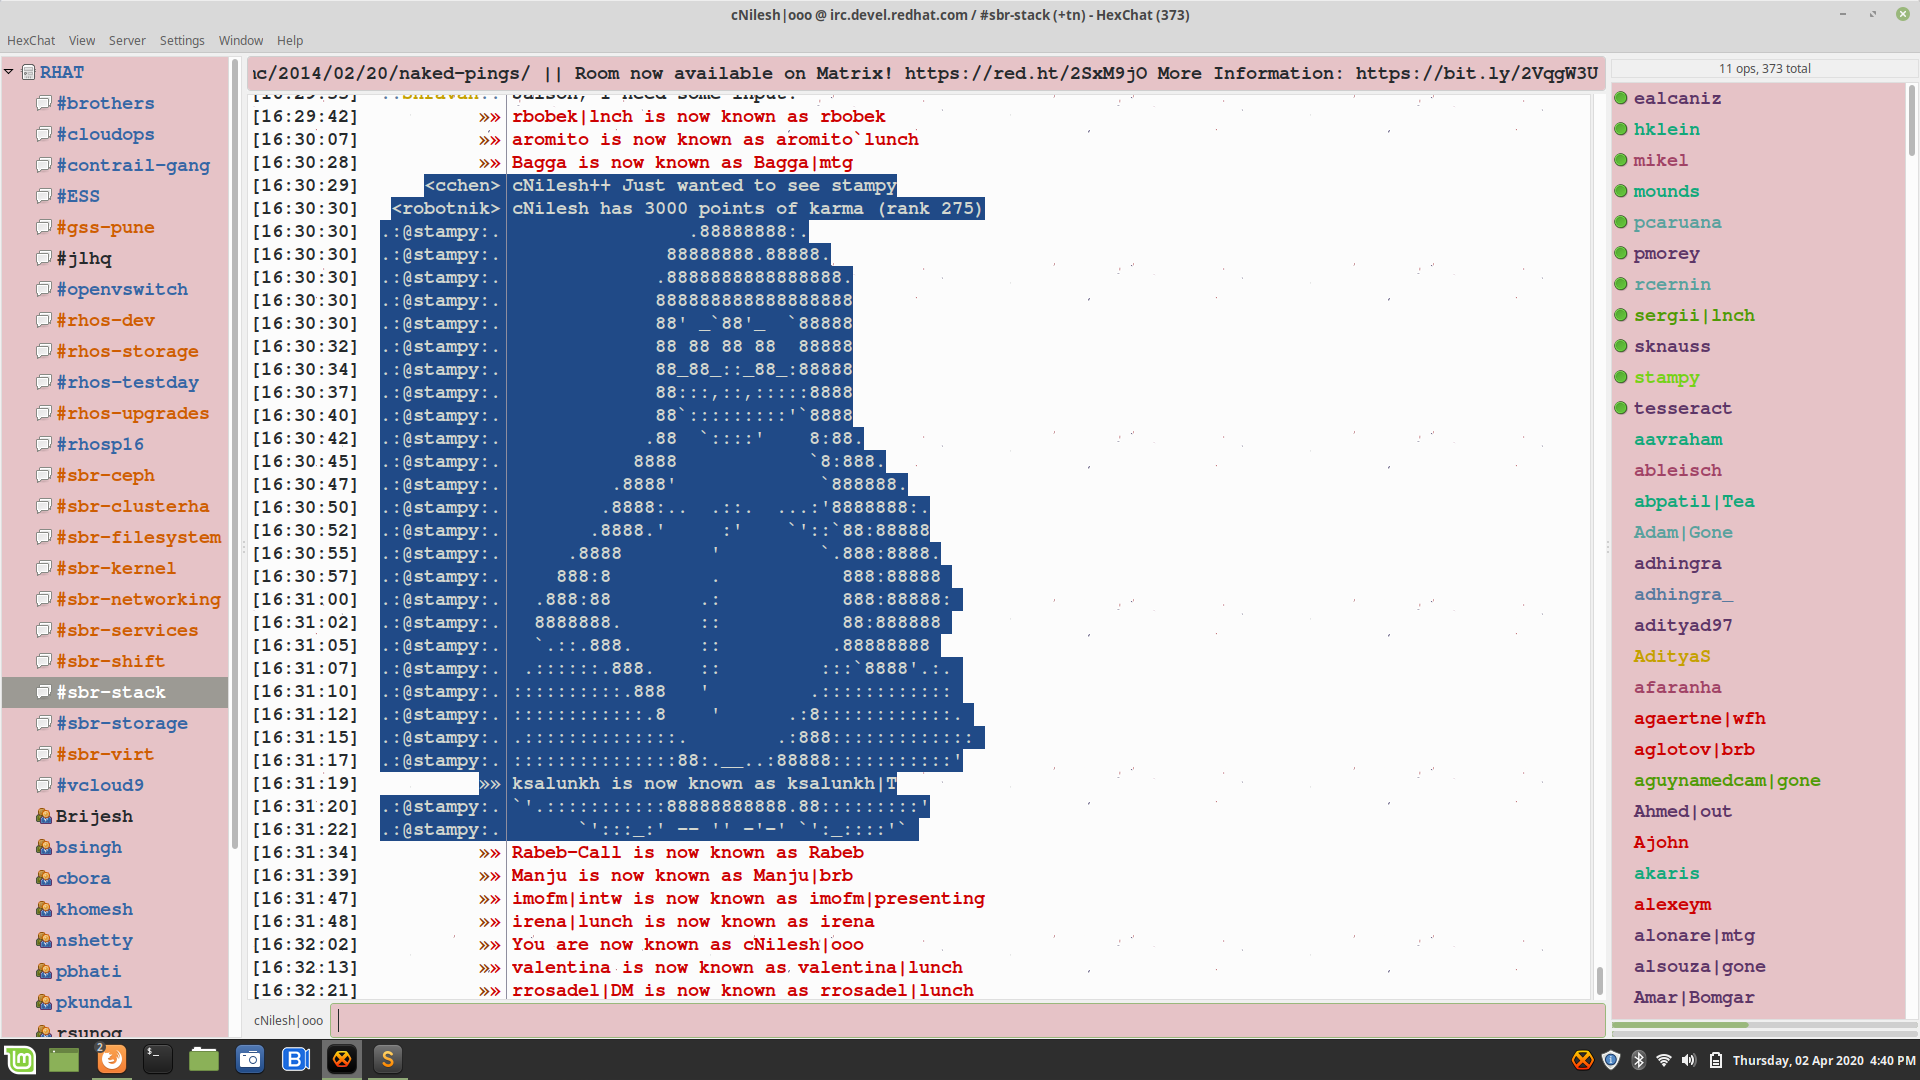 cNilesh|ooo @ irc.devel.redhat.com / #sbr-stack (+tn) - HexChat (373)
HexChat View Server Settings Window Help
RHAT
#brothers
#cloudops
#contrail-gang
#ESS
#gss-pune
#jlhq
#openvswitch
#rhos-dev
#rhos-storage
#rhos-testday
#rhos-upgrades
#rhosp16
#sbr-ceph
#sbr-clusterha
#sbr-filesystem
#sbr-kernel
#sbr-networking
#sbr-services
#sbr-shift
#sbr-stack
#sbr-storage
#sbr-virt
#vcloud9
Brijesh
bsingh
cbora
khomesh
nshetty
pbhati
pkundal
rsunog
nc/2014/02/20/naked-pings/ || Room now available on Matrix! https://red.ht/2SxM9jO More Information: https://bit.ly/2VqgW3U
[16:29:42] »» rbobek|lnch is now known as rbobek
[16:30:07] »» aromito is now known as aromito`lunch
[16:30:28] »» Bagga is now known as Bagga|mtg
[16:30:29] <cchen> cNilesh++ Just wanted to see stampy
[16:30:30] <robotnik> cNilesh has 3000 points of karma (rank 275)
[16:30:30] .:@stampy:.                 .88888888:.
[16:30:30] .:@stampy:.               88888888.88888.
[16:30:30] .:@stampy:.              .8888888888888888.
[16:30:30] .:@stampy:.              888888888888888888
[16:30:30] .:@stampy:.              88' _`88'_  `88888
[16:30:32] .:@stampy:.              88 88 88 88  88888
[16:30:34] .:@stampy:.              88_88_::_88_:88888
[16:30:37] .:@stampy:.              88:::,::,:::::8888
[16:30:40] .:@stampy:.              88`:::::::::'`8888
[16:30:42] .:@stampy:.             .88  `::::'    8:88.
[16:30:45] .:@stampy:.            8888            `8:888.
[16:30:47] .:@stampy:.          .8888'             `888888.
[16:30:50] .:@stampy:.         .8888:..  .::.  ...:'8888888:.
[16:30:52] .:@stampy:.        .8888.'     :'     `'::`88:88888
[16:30:55] .:@stampy:.      .8888        '         `.888:8888.
[16:30:57] .:@stampy:.     888:8         .           888:88888
[16:31:00] .:@stampy:.   .888:88        .:           888:88888:
[16:31:02] .:@stampy:.   8888888.       ::           88:888888
[16:31:05] .:@stampy:.   `.::.888.      ::          .88888888
[16:31:07] .:@stampy:.  .::::::.888.    ::         :::`8888'.:.
[16:31:10] .:@stampy:. ::::::::::.888   '         .::::::::::::
[16:31:12] .:@stampy:. ::::::::::::.8    '      .:8::::::::::::.
[16:31:15] .:@stampy:. .::::::::::::::.        .:888:::::::::::::
[16:31:17] .:@stampy:. :::::::::::::::88:.__..:88888:::::::::::'
[16:31:19] »» ksalunkh is now known as ksalunkh|T
[16:31:20] .:@stampy:. `'.:::::::::::88888888888.88:::::::::'
[16:31:22] .:@stampy:.       `':::_:' -- '' -'-' `':_::::'`
[16:31:34] »» Rabeb-Call is now known as Rabeb
[16:31:39] »» Manju is now known as Manju|brb
[16:31:47] »» imofm|intw is now known as imofm|presenting
[16:31:48] »» irena|lunch is now known as irena
[16:32:02] »» You are now known as cNilesh|ooo
[16:32:13] »» valentina is now known as valentina|lunch
[16:32:21] »» rrosadel|DM is now known as rrosadel|lunch
cNilesh|ooo
11 ops, 373 total
ealcaniz
hklein
mikel
mounds
pcaruana
pmorey
rcernin
sergii|lnch
sknauss
stampy
tesseract
aavraham
ableisch
abpatil|Tea
Adam|Gone
adhingra
adhingra_
adityad97
AdityaS
afaranha
agaertne|wfh
aglotov|brb
aguynamedcam|gone
Ahmed|out
Ajohn
akaris
alexeym
alonare|mtg
alsouza|gone
Amar|Bomgar
2
Thursday, 02 Apr 2020 4:40 PM